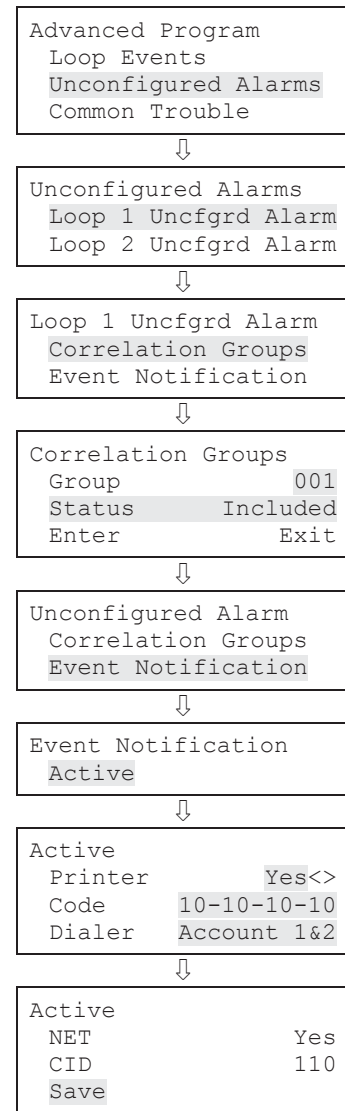 Advanced Program
Loop Events
Unconfigured Alarms
Common Trouble
⇩
Unconfigured Alarms
Loop 1 Uncfgrd Alarm
Loop 2 Uncfgrd Alarm
⇩
Loop 1 Uncfgrd Alarm
Correlation Groups
Event Notification
⇩
Correlation Groups
Group 001
Status Included
Enter Exit
⇩
Unconfigured Alarm
Correlation Groups
Event Notification
⇩
Event Notification
Active
⇩
Active
Printer Yes<>
Code 10-10-10-10
Dialer Account 1&2
⇩
Active
NET Yes
CID 110
Save